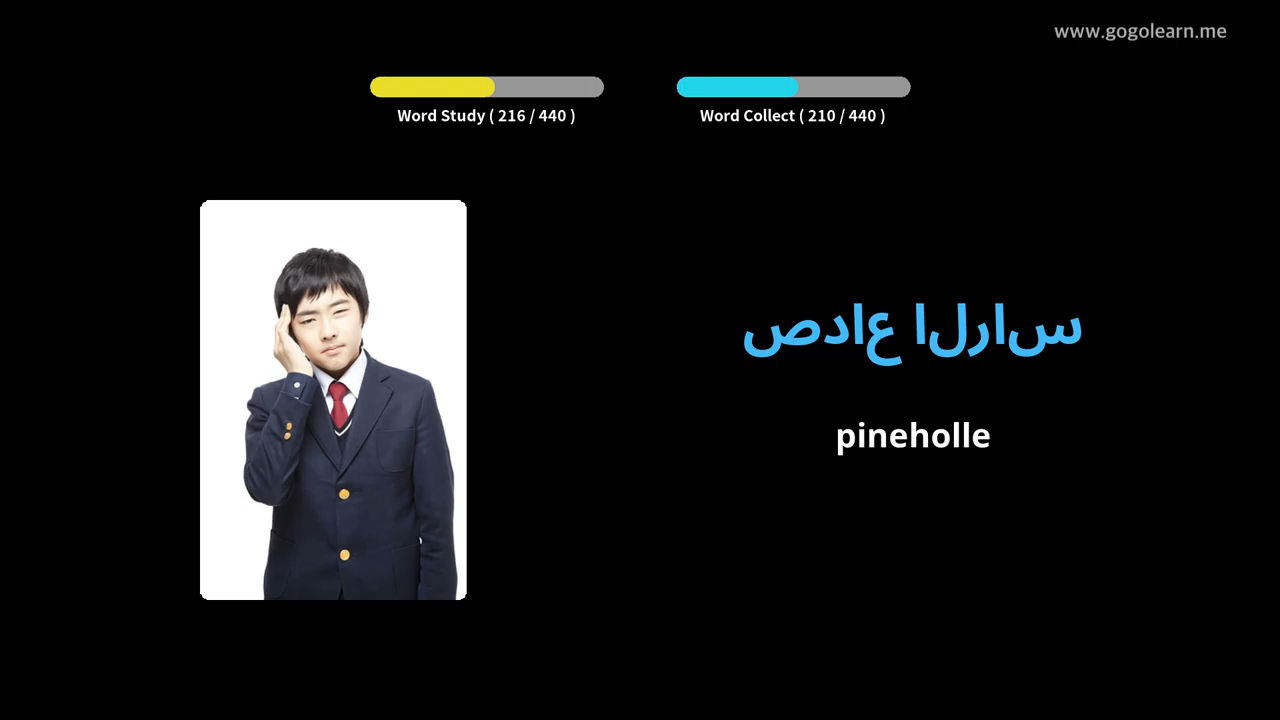 www.gogolearn.me
Word Study ( 216 / 440 )
Word Collect ( 210 / 440 )
صداع الراس
pineholle